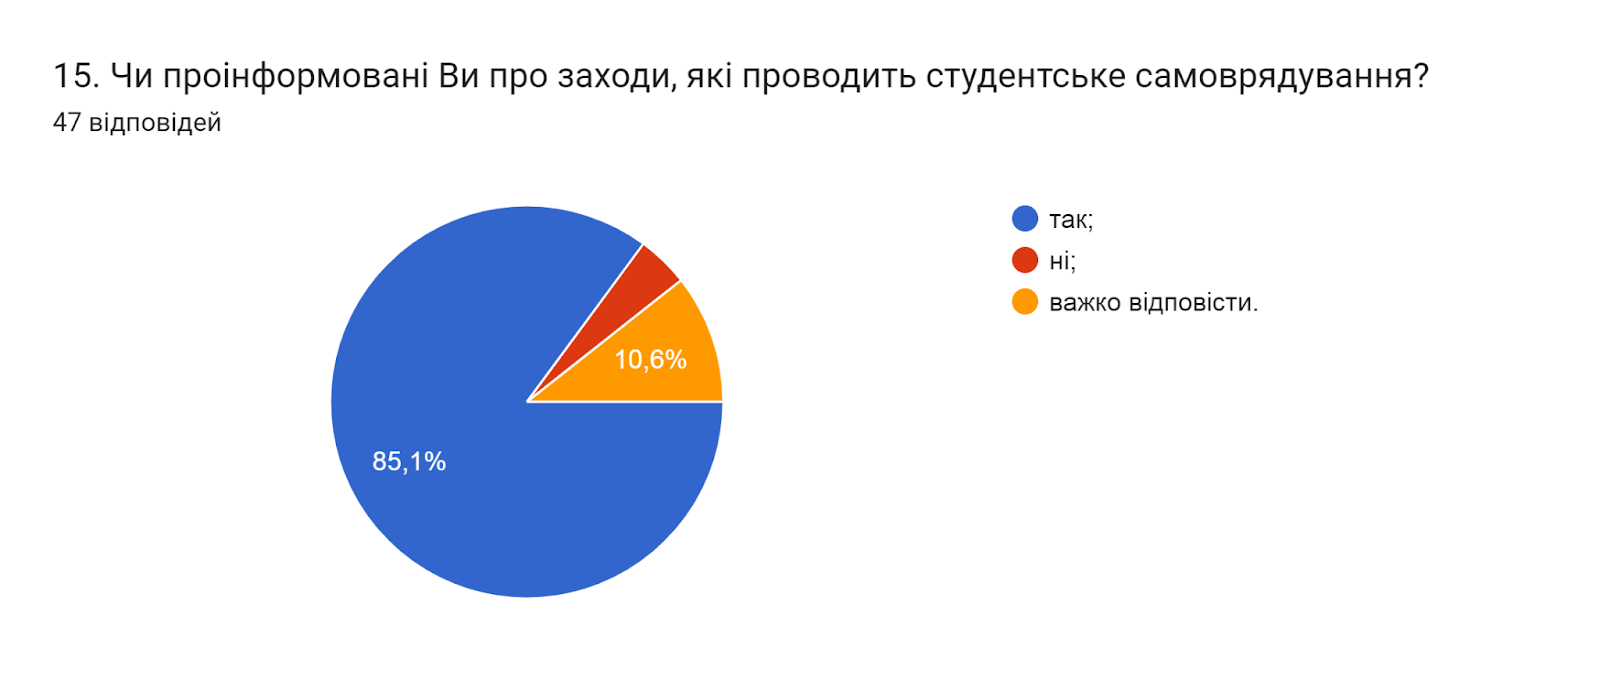 15. Чи проінформовані Ви про заходи, які проводить студентське самоврядування?
47 відповідей
так;
ні;
важко відповісти.
10,6%
85,1%